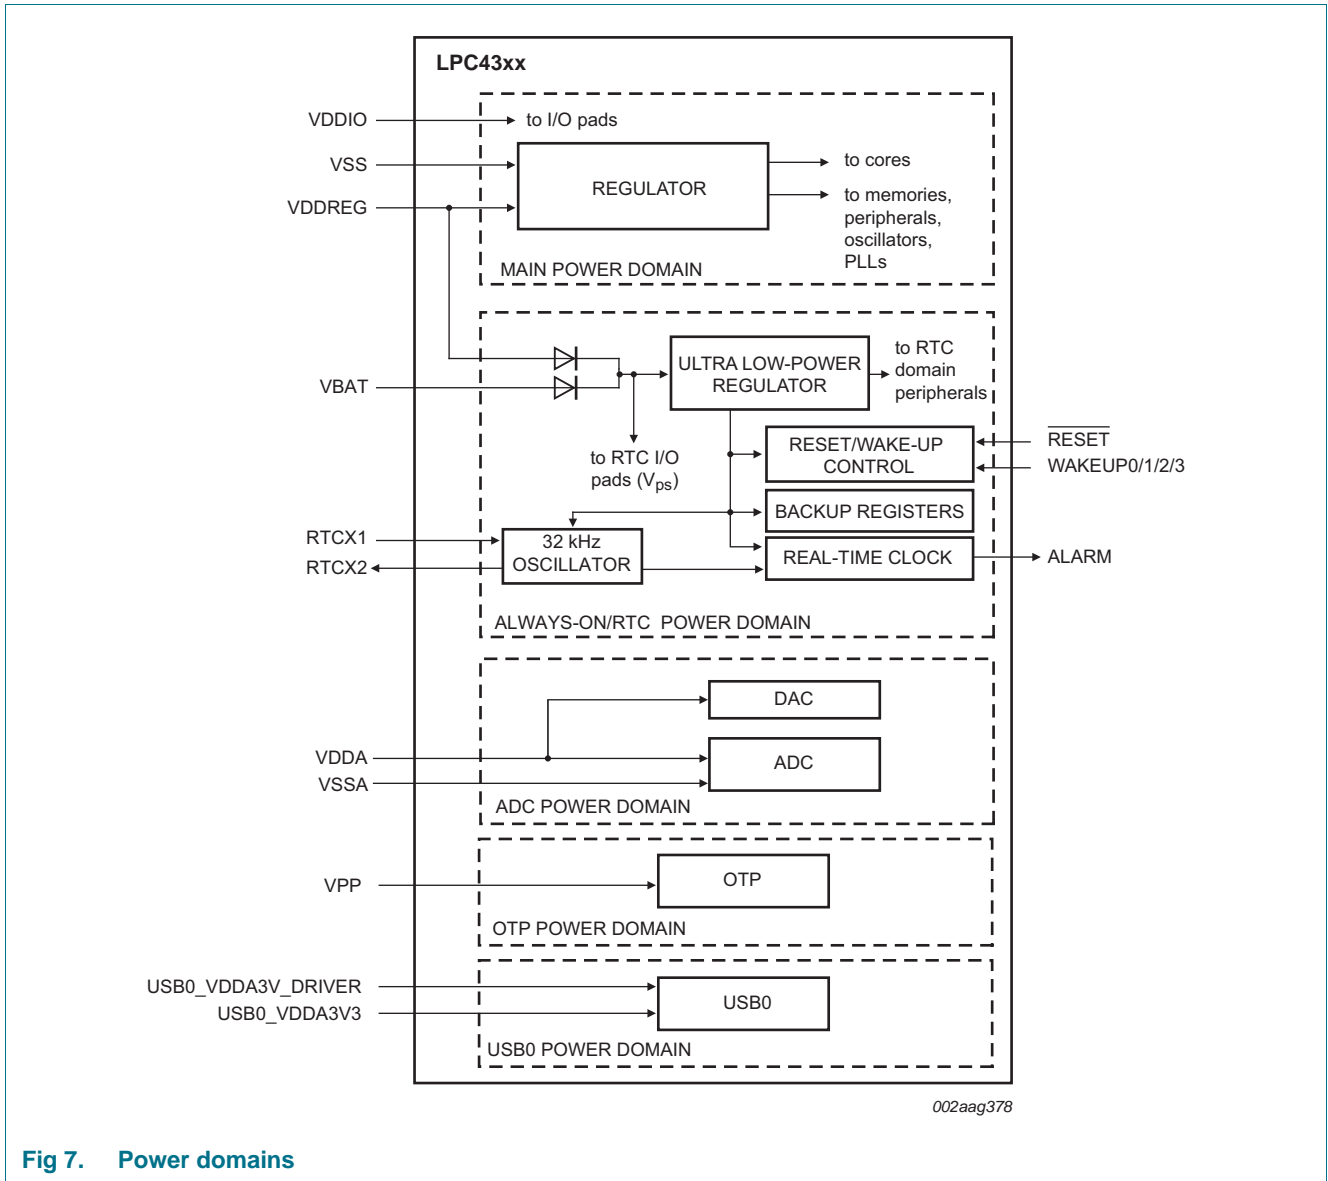 LPC43xx
VDDIO
to I/O pads
VSS
REGULATOR
to cores
VDDREG
to memories,
peripherals,
oscillators,
PLLs
MAIN POWER DOMAIN
VBAT
ULTRA LOW-POWER
REGULATOR
to RTC
domain
peripherals
to RTC I/O
pads (Vps)
RESET/WAKE-UP
CONTROL
RESET
WAKEUP0/1/2/3
BACKUP REGISTERS
RTCX1
RTCX2
32 kHz
OSCILLATOR
REAL-TIME CLOCK
ALARM
ALWAYS-ON/RTC POWER DOMAIN
DAC
VDDA
ADC
VSSA
ADC POWER DOMAIN
VPP
OTP
OTP POWER DOMAIN
USB0_VDDA3V_DRIVER
USB0_VDDA3V3
USB0
USB0 POWER DOMAIN
002aag378
Fig 7. Power domains